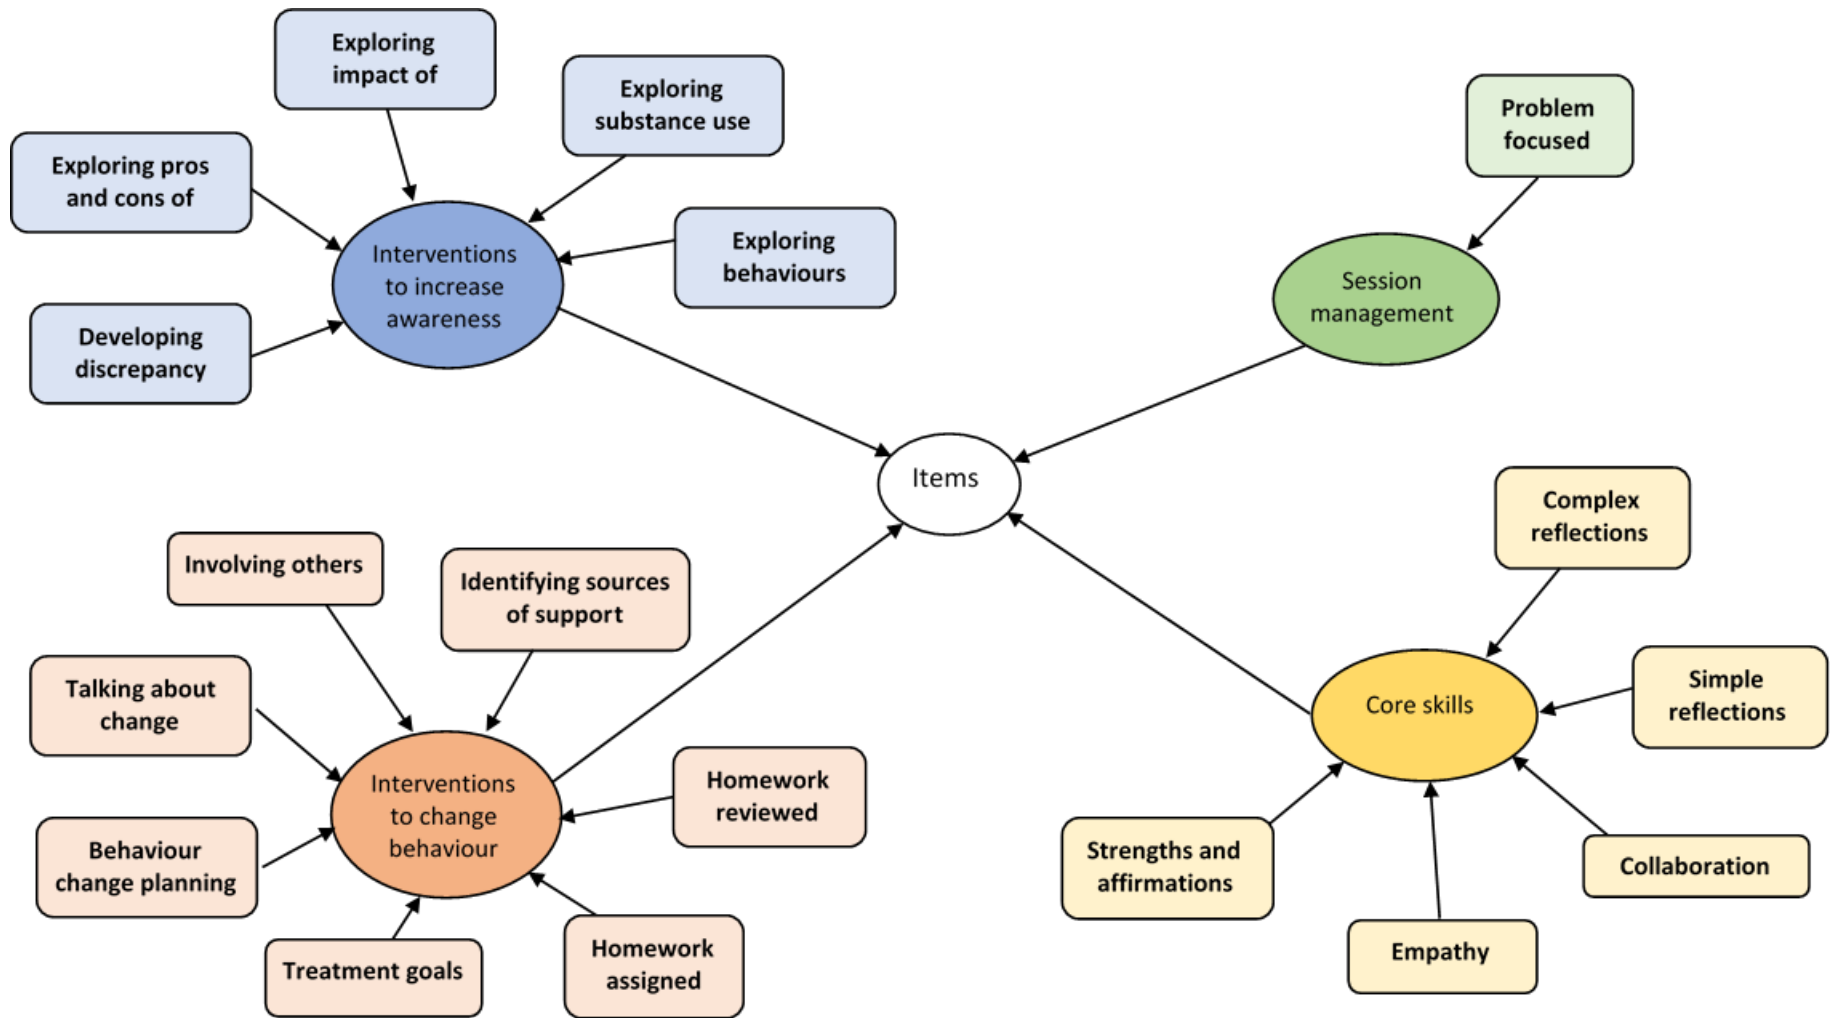 Exploring
impact of
Exploring
substance use
Exploring pros
and cons of
Exploring
behaviours
Developing
discrepancy
Interventions
to increase
awareness
Problem
focused
Session
management
Items
Involving others
Identifying sources
of support
Talking about
change
Behaviour
change planning
Interventions
to change
behaviour
Homework
reviewed
Treatment goals
Homework
assigned
Complex
reflections
Simple
reflections
Core skills
Strengths and
affirmations
Collaboration
Empathy